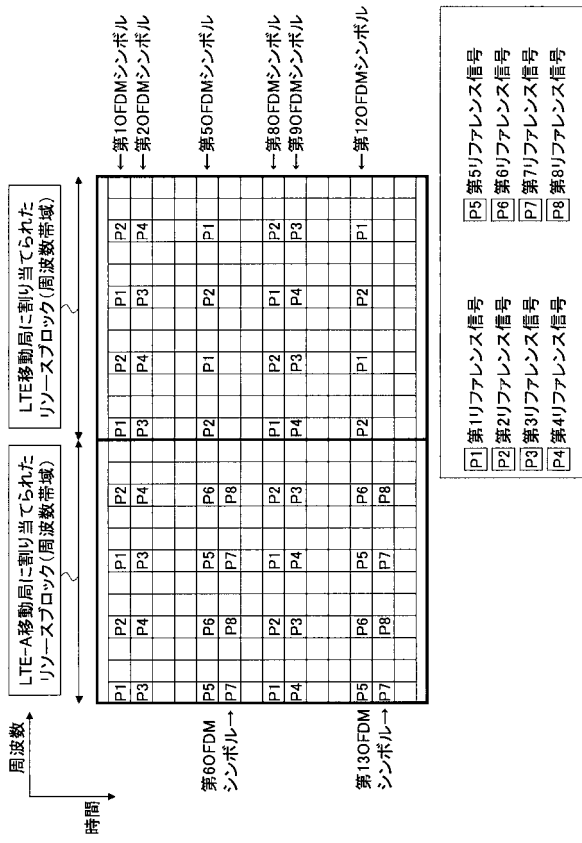 周波数
時間
LTE-A移動局に割り当てられた
リソースブロック(周波数帯域)
LTE移動局に割り当てられた
リソースブロック(周波数帯域)
P1 P2 P1 P2 P1 P2 P1 P2 ←第1OFDMシンボル
P3 P4 P3 P4 P3 P4 P3 P4 ←第2OFDMシンボル
P5 P6 P5 P6 P2 P1 P2 P1 ←第5OFDMシンボル
第6OFDM
シンボル→ P7 P8 P7 P8
P1 P2 P1 P2 P1 P2 P1 P2 ←第8OFDMシンボル
P4 P3 P4 P3 P4 P3 P4 P3 ←第9OFDMシンボル
P5 P6 P5 P6 P2 P1 P2 P1 ←第12OFDMシンボル
第13OFDM
シンボル→ P7 P8 P7 P8
P1 第1リファレンス信号
P2 第2リファレンス信号
P3 第3リファレンス信号
P4 第4リファレンス信号
P5 第5リファレンス信号
P6 第6リファレンス信号
P7 第7リファレンス信号
P8 第8リファレンス信号